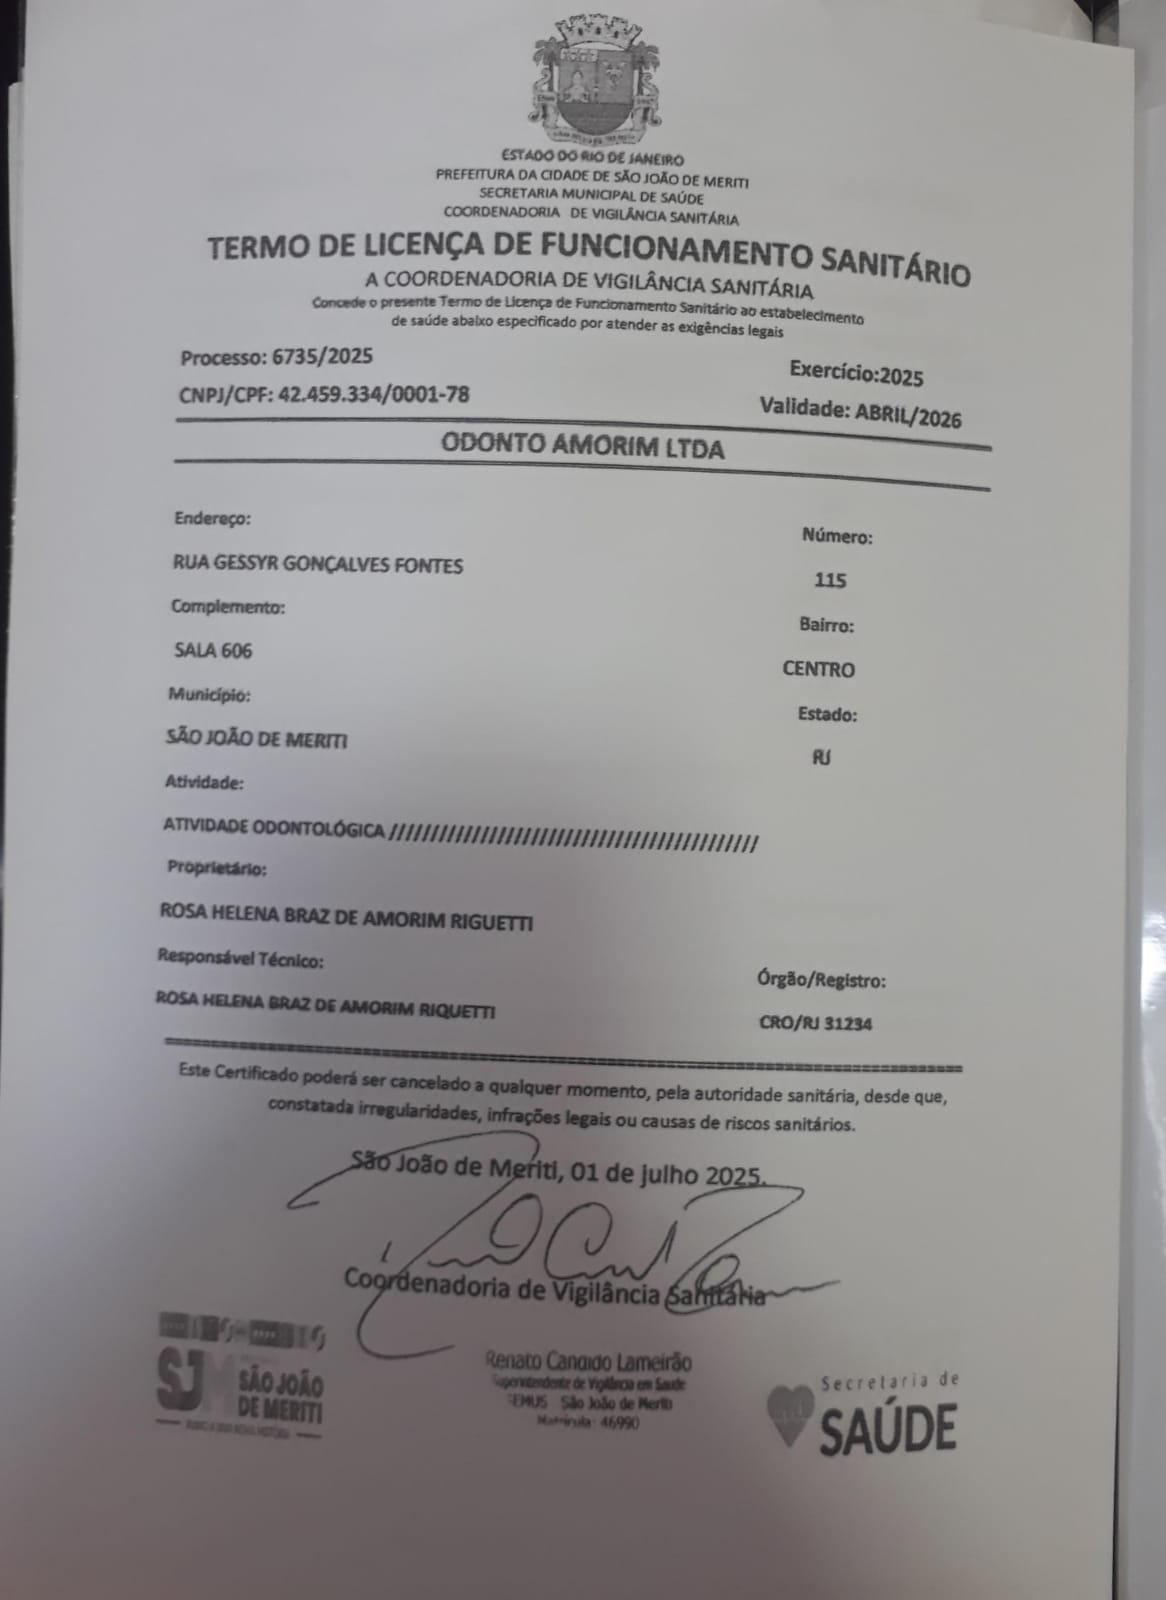 ESTADO DO RIO DE JANEIRO
PREFEITURA DA CIDADE DE SÃO JOÃO DE MERITI
SECRETARIA MUNICIPAL DE SAÚDE
COORDENADORIA DE VIGILÂNCIA SANITÁRIA
TERMO DE LICENÇA DE FUNCIONAMENTO SANITÁRIO
A COORDENADORIA DE VIGILÂNCIA SANITÁRIA
Concede o presente Termo de Licença de Funcionamento Sanitário ao estabelecimento
de saúde abaixo especificado por atender as exigências legais
Processo: 6735/2025
Exercício:2025
CNPJ/CPF: 42.459.334/0001-78
Validade: ABRIL/2026
ODONTO AMORIM LTDA
Endereço:
Número:
RUA GESSYR GONÇALVES FONTES
115
Complemento:
Bairro:
SALA 606
CENTRO
Município:
Estado:
SÃO JOÃO DE MERITI
RJ
Atividade:
ATIVIDADE ODONTOLÓGICA ////////////////////////////////////////////
Proprietário:
ROSA HELENA BRAZ DE AMORIM RIGUETTI
Responsável Técnico:
Órgão/Registro:
ROSA HELENA BRAZ DE AMORIM RIQUETTI
CRO/RJ 31234
Este Certificado poderá ser cancelado a qualquer momento, pela autoridade sanitária, desde que,
constatada irregularidades, infrações legais ou causas de riscos sanitários.
São João de Meriti, 01 de julho 2025.
Coordenadoria de Vigilância Sanitária
Renato Candido Lameirão
Superintendente de Vigilância em Saúde
SEMUS São João de Meriti
Matrícula: 46990
SJM SÃO JOÃO
DE MERITI
Secretaria de
SAÚDE